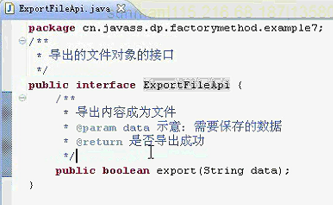 ExportFileApi.java
package cn.javass.dp.factorymethod.example7;
/**
* 导出的文件对象的接口
*/
public interface ExportFileApi {
/**
* 导出内容成为文件
* @param data 示意：需要保存的数据
* @return 是否导出成功
*/
public boolean export(String data);
}